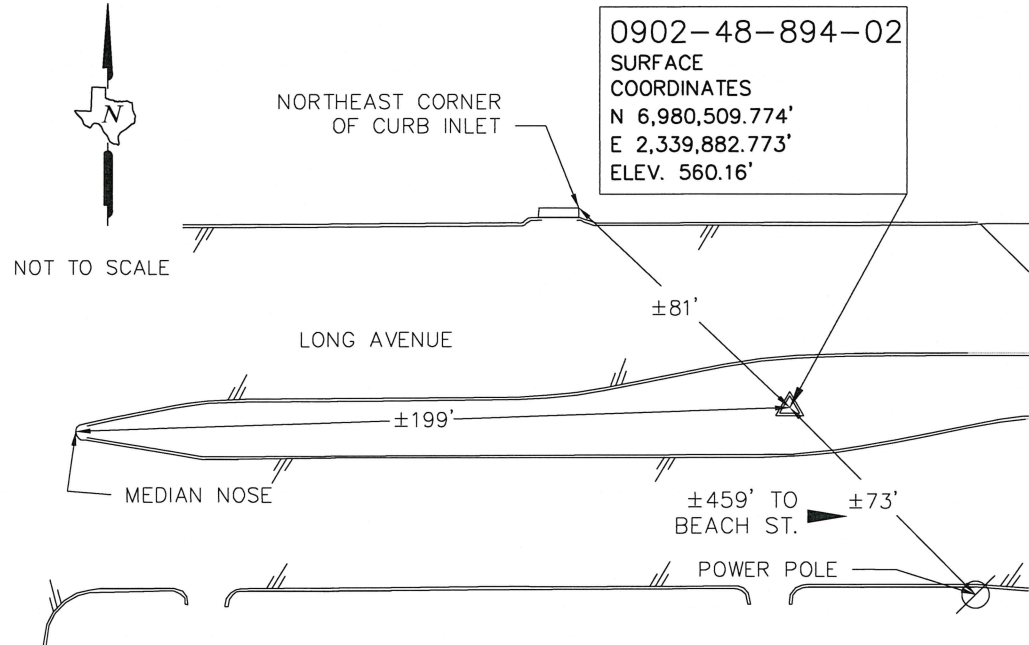 0902-48-894-02
SURFACE
COORDINATES
N 6,980,509.774'
E 2,339,882.773'
ELEV. 560.16'
N
NORTHEAST CORNER
OF CURB INLET
NOT TO SCALE
±81'
LONG AVENUE
±199'
MEDIAN NOSE
±459' TO
BEACH ST.
±73'
POWER POLE